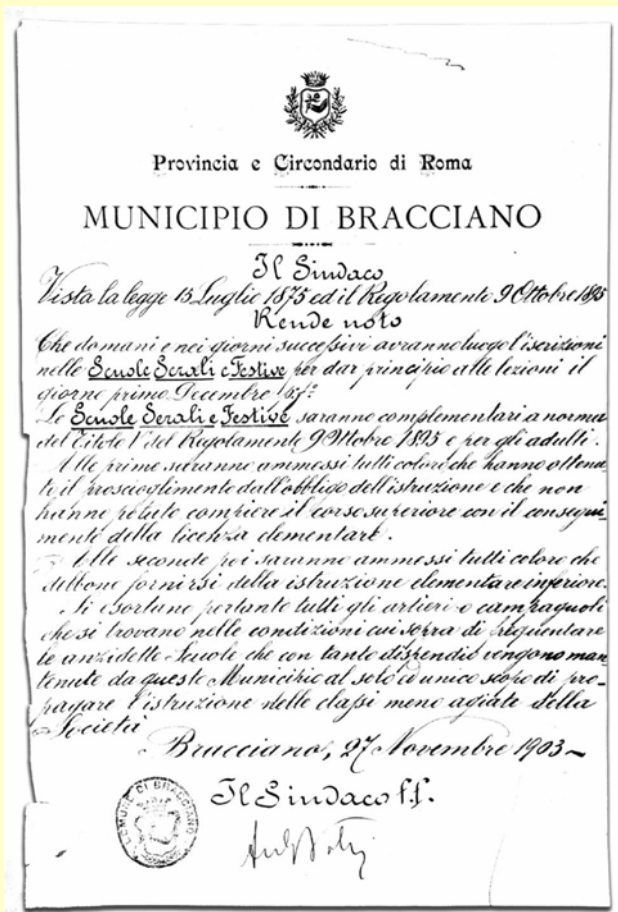 Provincia e Circondario di Roma
MUNICIPIO DI BRACCIANO
Il Sindaco
Vista la legge 15 Luglio 1875 ed il Regolamento 9 Ottobre 1895
Rende noto
Che domani e nei giorni successivi avranno luogo l'iscrizioni
nelle Scuole Serali e Festive per dar principio alle lezioni il
giorno primo Decembre
Le Scuole Serali e Festive saranno complementari a norma
del Titolo V del Regolamento 9 Ottobre 1895 e per gli adulti.
Alle prime saranno ammessi tutti coloro che hanno ottenu-
to il proscioglimento dall'obbligo dell'istruzione e che non
hanno potuto compiere il corso superiore con il consegui-
mento della licenza elementare.
Alle seconde poi saranno ammessi tutti coloro che
debbono fornirsi della istruzione elementare inferiore.
Si esortano pertanto tutti gli artieri o campagnoli
che si trovano nelle condizioni cui sopra di frequentare
le anzidette Scuole che con tanto dispendio vengono man
tenute da questo Municipio al solo ed unico scopo di pro-
pagare l'istruzione nelle classi meno agiate della
Società
Bracciano, 27 Novembre 1903
Il Sindaco ff.
COMUNE DI BRACCIANO